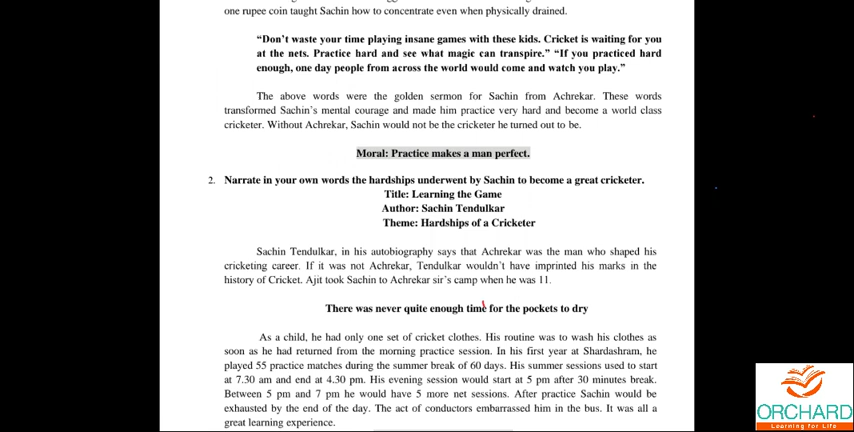 one rupee coin taught Sachin how to concentrate even when physically drained.
“Don’t waste your time playing insane games with these kids. Cricket is waiting for you
at the nets. Practice hard and see what magic can transpire.” “If you practiced hard
enough, one day people from across the world would come and watch you play.”
The above words were the golden sermon for Sachin from Achrekar. These words
transformed Sachin’s mental courage and made him practice very hard and become a world class
cricketer. Without Achrekar, Sachin would not be the cricketer he turned out to be.
Moral: Practice makes a man perfect.
2. Narrate in your own words the hardships underwent by Sachin to become a great cricketer.
Title: Learning the Game
Author: Sachin Tendulkar
Theme: Hardships of a Cricketer
Sachin Tendulkar, in his autobiography says that Achrekar was the man who shaped his
cricketing career. If it was not Achrekar, Tendulkar wouldn’t have imprinted his marks in the
history of Cricket. Ajit took Sachin to Achrekar sir’s camp when he was 11.
There was never quite enough time for the pockets to dry
As a child, he had only one set of cricket clothes. His routine was to wash his clothes as
soon as he had returned from the morning practice session. In his first year at Shardashram, he
played 55 practice matches during the summer break of 60 days. His summer sessions used to start
at 7.30 am and end at 4.30 pm. His evening session would start at 5 pm after 30 minutes break.
Between 5 pm and 7 pm he would have 5 more net sessions. After practice Sachin would be
exhausted by the end of the day. The act of conductors embarrassed him in the bus. It was all a
great learning experience.
ORCHARD
Learning for Life